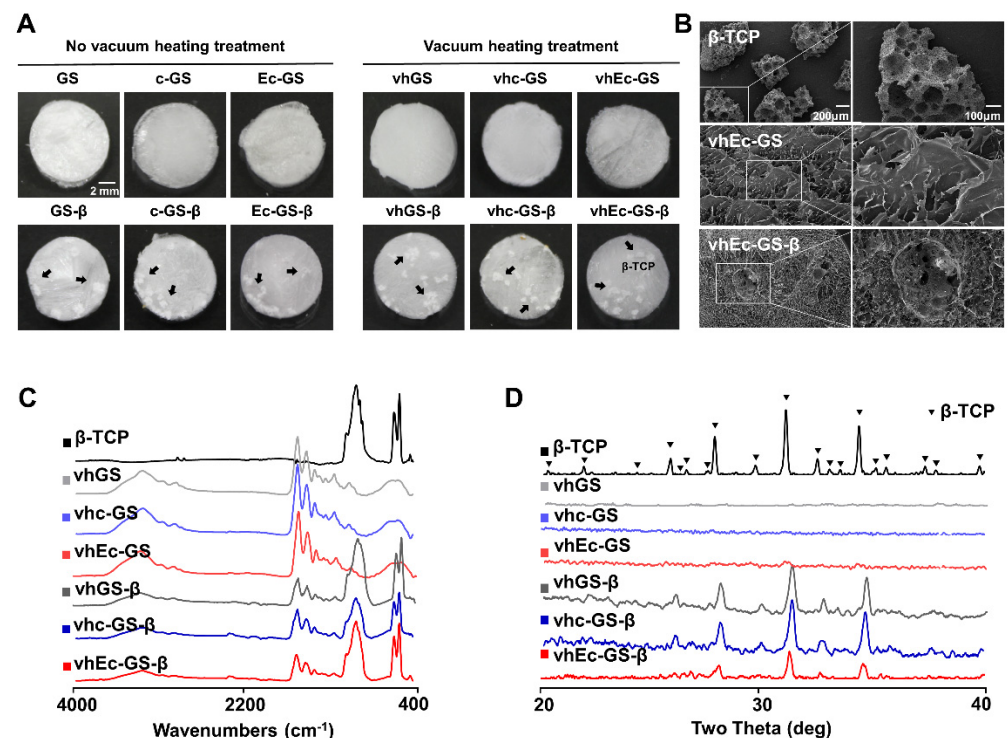 A
No vacuum heating treatment
Vacuum heating treatment
GS
c-GS
Ec-GS
vhGS
vhc-GS
vhEc-GS
2 mm
GS-β
c-GS-β
Ec-GS-β
vhGS-β
vhc-GS-β
vhEc-GS-β
β-TCP
B
β-TCP
200μm
100μm
vhEc-GS
vhEc-GS-β
C
β-TCP
vhGS
vhc-GS
vhEc-GS
vhGS-β
vhc-GS-β
vhEc-GS-β
4000
2200
400
Wavenumbers (cm⁻¹)
D
β-TCP
β-TCP
vhGS
vhc-GS
vhEc-GS
vhGS-β
vhc-GS-β
vhEc-GS-β
20
30
40
Two Theta (deg)